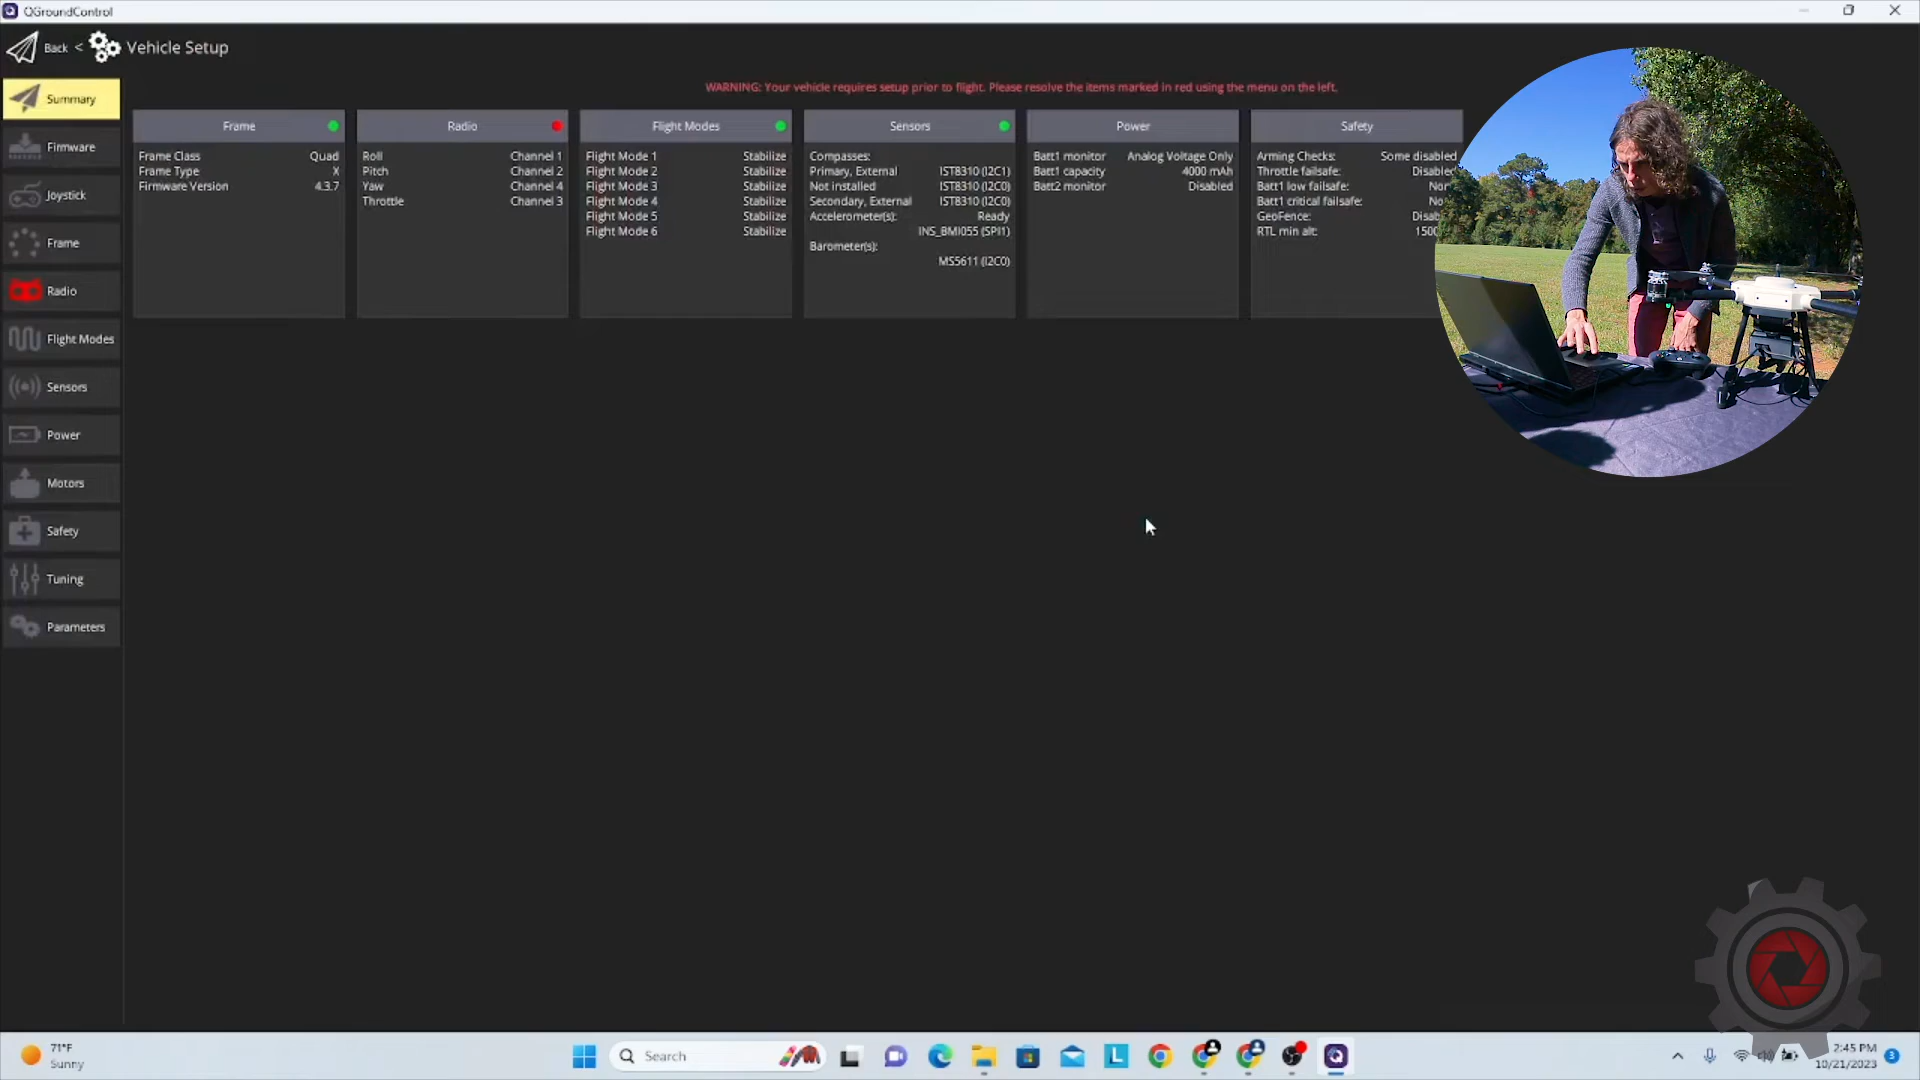 QGroundControl
Back < Vehicle Setup
Summary
Firmware
Joystick
Frame
Radio
Flight Modes
Sensors
Power
Motors
Safety
Tuning
Parameters
WARNING: Your vehicle requires setup prior to flight. Please resolve the items marked in red using the menu on the left.
Frame
Frame Class Quad
Frame Type X
Firmware Version 4.3.7
Radio
Roll Channel 1
Pitch Channel 2
Yaw Channel 4
Throttle Channel 3
Flight Modes
Flight Mode 1 Stabilize
Flight Mode 2 Stabilize
Flight Mode 3 Stabilize
Flight Mode 4 Stabilize
Flight Mode 5 Stabilize
Flight Mode 6 Stabilize
Sensors
Compasses:
Primary, External IST8310 (I2C1)
Not installed IST8310 (I2C0)
Secondary, External IST8310 (I2C0)
Accelerometer(s): Ready
INS_BMI055 (SPI1)
Barometer(s):
MS5611 (I2C0)
Power
Batt1 monitor Analog Voltage Only
Batt1 capacity 4000 mAh
Batt2 monitor Disabled
Safety
Arming Checks: Some disabled
Throttle failsafe: Disabled
Batt1 low failsafe:
Batt1 critical failsafe:
GeoFence:
RTL min alt:
71°F
Sunny
Search
L
2:45 PM
10/21/2023
3